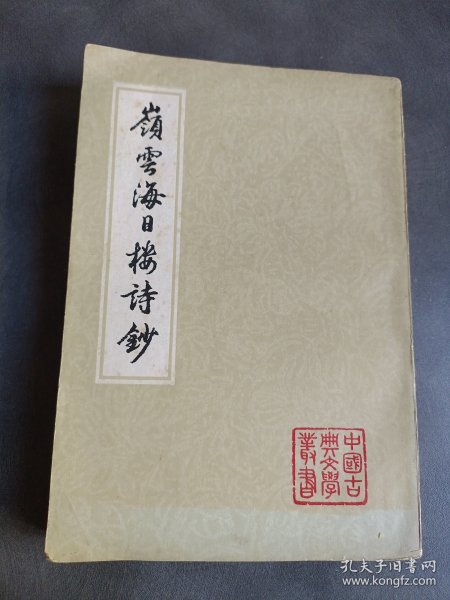 嶺雲海日樓詩鈔
中國古
典文學
叢書
孔夫子旧书网
www.kongfz.com